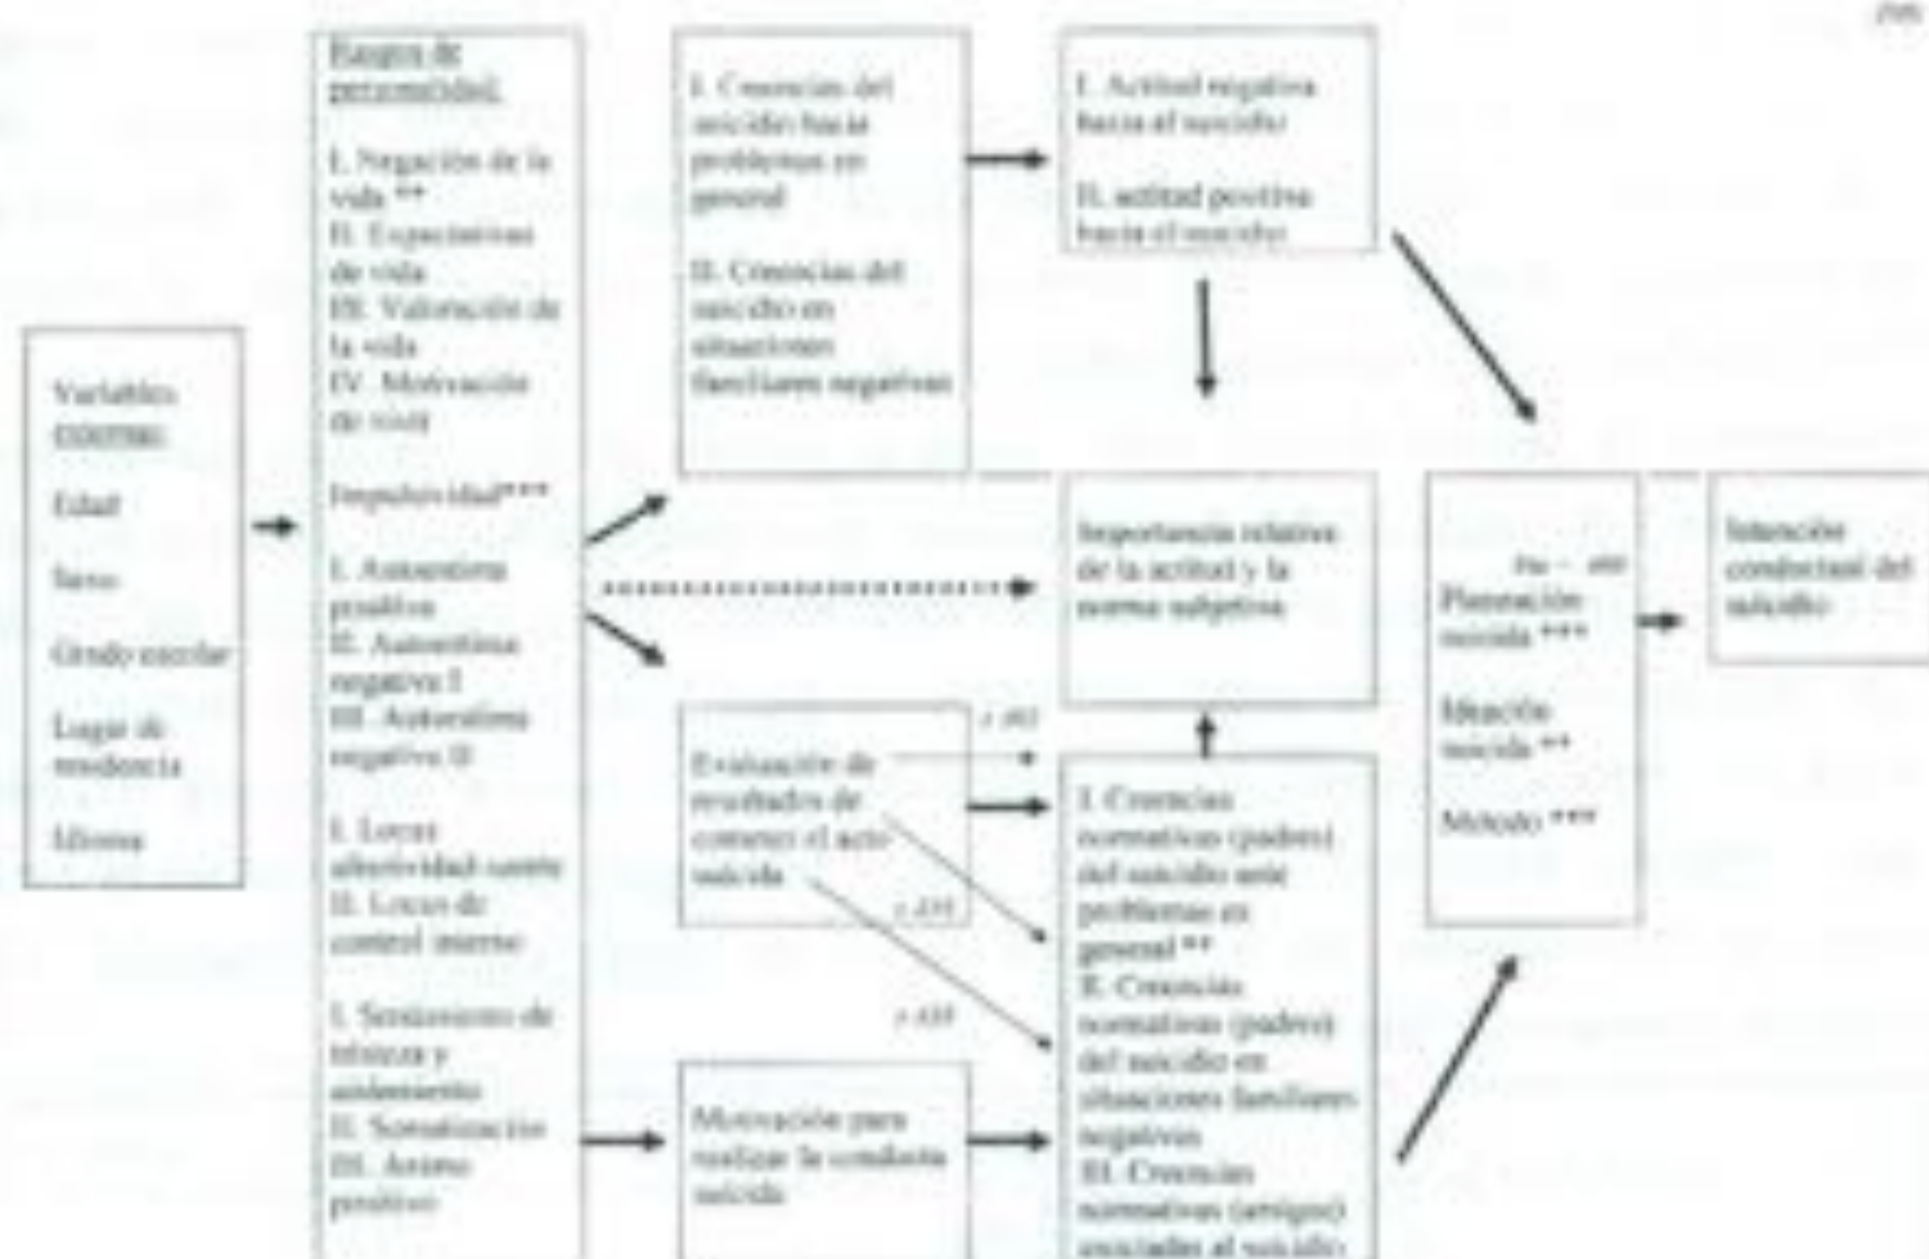 Variables
externas:
Edad
Sexo
Grado escolar
Lugar de
residencia
Idioma
Rasgos de
personalidad:
I. Negación de la
vida **
II. Expectativas
de vida
III. Valoración de
la vida
IV. Motivación
de vivir
Impulsividad***
I. Autoestima
positiva
II. Autoestima
negativa I
III. Autoestima
negativa II
I. Locus
afectividad
II. Locus de
control interno
I. Sentimiento de
tristeza y
aislamiento
II. Somatización
III. Ánimo
positivo
I. Creencias del
suicidio hacia
problemas en
general
II. Creencias del
suicidio en
situaciones
familiares negativas
Evaluación de
resultados de
cometer el acto
suicida
Motivación para
realizar la conducta
suicida
I. Actitud negativa
hacia el suicidio
II. actitud positiva
hacia el suicidio
Importancia relativa
de la actitud y la
norma subjetiva
I. Creencias
normativas (padres)
del suicidio ante
problemas en
general **
II. Creencias
normativas (padres)
del suicidio en
situaciones familiares
negativas
III. Creencias
normativas (amigos)
asociadas al suicidio
Planeación
suicida ***
Ideación
suicida **
Método ***
Intención
conductual del
suicidio